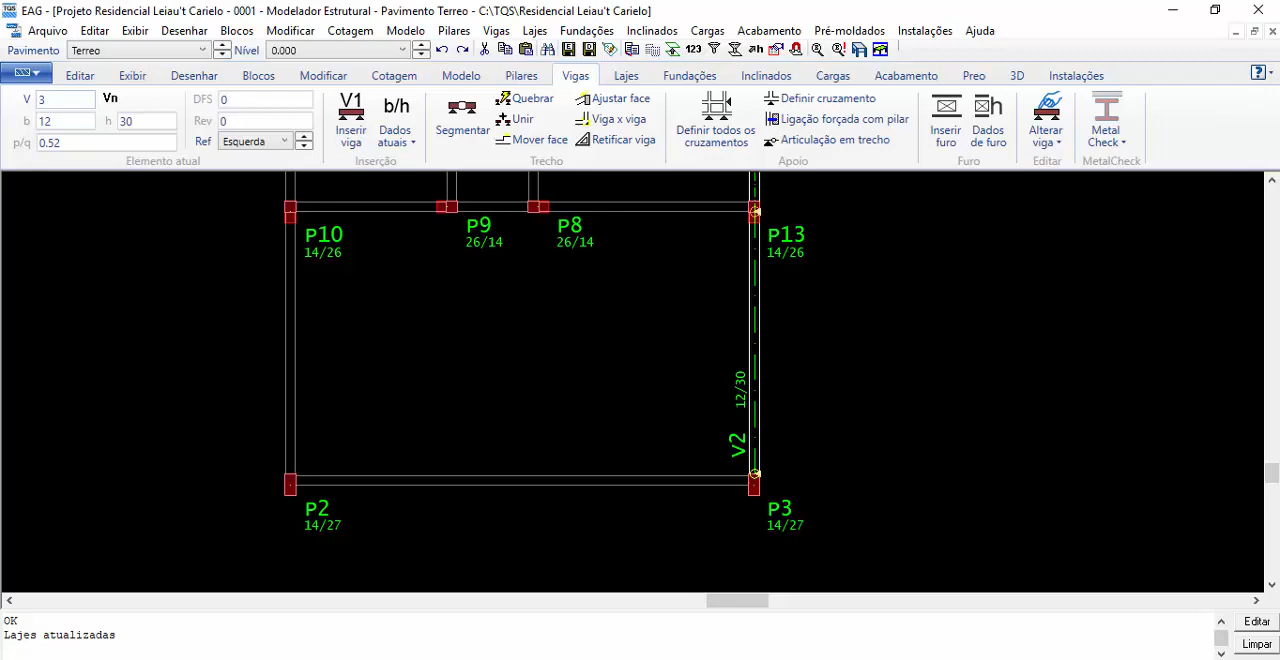 EAG - [Projeto Residencial Leiau't Carielo - 0001 - Modelador Estrutural - Pavimento Terreo - C:\TQS\Residencial Leiau't Carielo]
Arquivo Editar Exibir Desenhar Blocos Modificar Cotagem Modelo Pilares Vigas Lajes Fundações Inclinados Cargas Acabamento Pré-moldados Instalações Ajuda
Pavimento Terreo Nível 0.000 123
Editar Exibir Desenhar Blocos Modificar Cotagem Modelo Pilares Vigas Lajes Fundações Inclinados Cargas Acabamento Preo 3D Instalações
V 3 Vn DFS 0
b 12 h 30 Rev 0
p/q 0.52 Ref Esquerda
Elemento atual
V1 b/h
Inserir viga
Dados atuais
Inserção
Segmentar
Quebrar
Unir
Mover face
Ajustar face
Viga x viga
Retificar viga
Trecho
Definir todos os cruzamentos
Definir cruzamento
Ligação forçada com pilar
Articulação em trecho
Apoio
Inserir furo
Dados de furo
Furo
Alterar viga
Editar
Metal Check
MetalCheck
P10
14/26
P9
26/14
P8
26/14
P13
14/26
12/30
V2
P2
14/27
P3
14/27
OK
Lajes atualizadas
Editar
Limpar